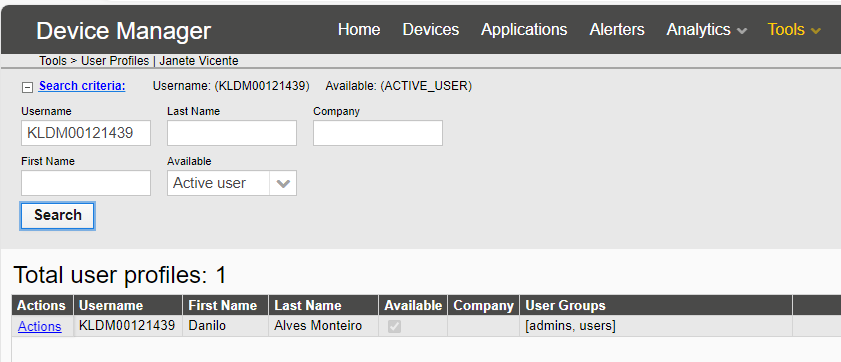 Device Manager Home Devices Applications Alerters Analytics Tools
Tools > User Profiles | Janete Vicente
Search criteria: Username: (KLDM00121439) Available: (ACTIVE_USER)
Username Last Name Company
KLDM00121439
First Name Available
Active user
Search
Total user profiles: 1
Actions Username First Name Last Name Available Company User Groups
Actions KLDM00121439 Danilo Alves Monteiro [admins, users]